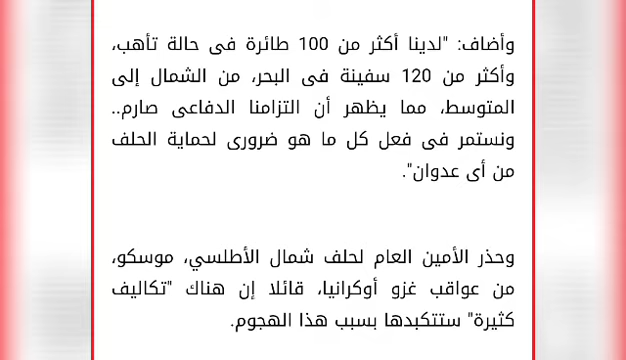 وأضاف: "لدينا أكثر من 100 طائرة فى حالة تأهب،
وأكثر من 120 سفينة فى البحر، من الشمال إلى
المتوسط، مما يظهر أن التزامنا الدفاعى صارم..
ونستمر فى فعل كل ما هو ضرورى لحماية الحلف
من أى عدوان".
وحذر الأمين العام لحلف شمال الأطلسي، موسكو،
من عواقب غزو أوكرانيا، قائلا إن هناك "تكاليف
كثيرة" ستتكبدها بسبب هذا الهجوم.